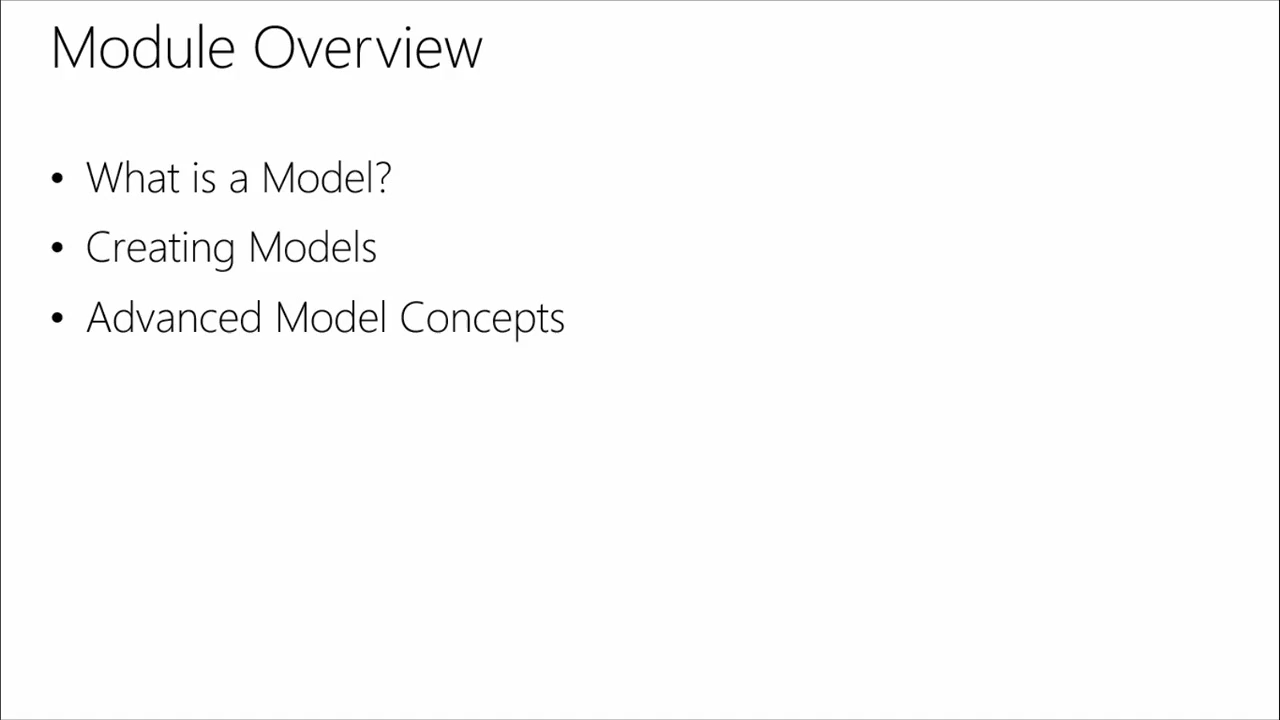 Module Overview
• What is a Model?
• Creating Models
• Advanced Model Concepts